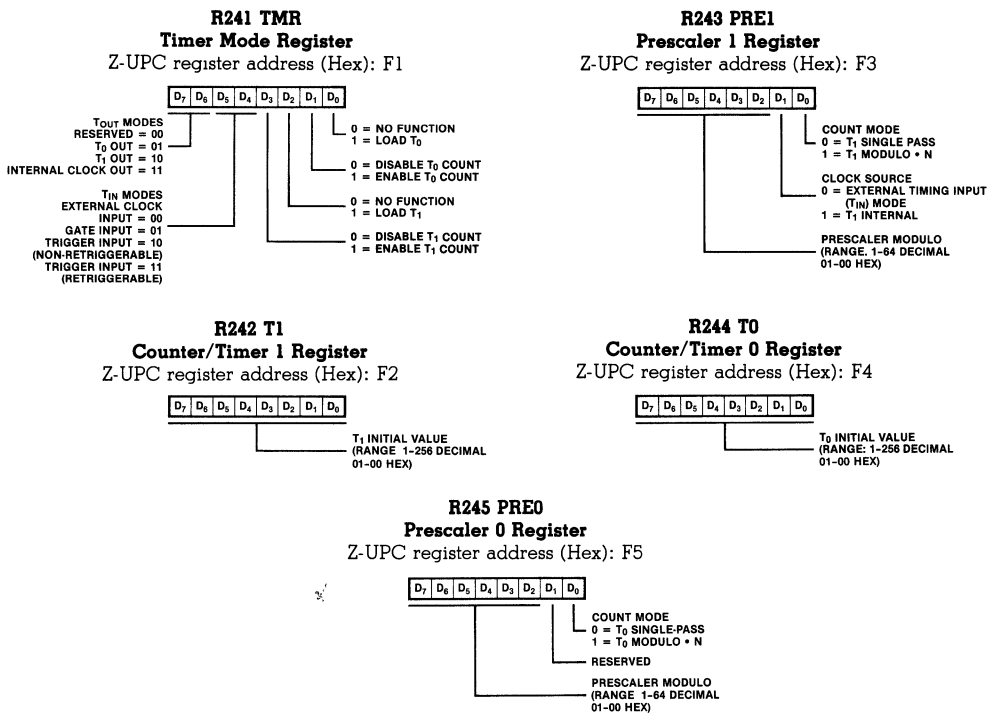 R241 TMR
Timer Mode Register
Z-UPC register address (Hex): F1
D7 D6 D5 D4 D3 D2 D1 D0
TOUT MODES
RESERVED = 00
T0 OUT = 01
T1 OUT = 10
INTERNAL CLOCK OUT = 11
TIN MODES
EXTERNAL CLOCK
INPUT = 00
GATE INPUT = 01
TRIGGER INPUT = 10
(NON-RETRIGGERABLE)
TRIGGER INPUT = 11
(RETRIGGERABLE)
0 = NO FUNCTION
1 = LOAD T0
0 = DISABLE T0 COUNT
1 = ENABLE T0 COUNT
0 = NO FUNCTION
1 = LOAD T1
0 = DISABLE T1 COUNT
1 = ENABLE T1 COUNT
R243 PRE1
Prescaler 1 Register
Z-UPC register address (Hex): F3
D7 D6 D5 D4 D3 D2 D1 D0
COUNT MODE
0 = T1 SINGLE PASS
1 = T1 MODULO • N
CLOCK SOURCE
0 = EXTERNAL TIMING INPUT
(TIN) MODE
1 = T1 INTERNAL
PRESCALER MODULO
(RANGE. 1-64 DECIMAL
01-00 HEX)
R242 T1
Counter/Timer 1 Register
Z-UPC register address (Hex): F2
D7 D6 D5 D4 D3 D2 D1 D0
T1 INITIAL VALUE
(RANGE 1-256 DECIMAL
01-00 HEX)
R244 T0
Counter/Timer 0 Register
Z-UPC register address (Hex): F4
D7 D6 D5 D4 D3 D2 D1 D0
T0 INITIAL VALUE
(RANGE: 1-256 DECIMAL
01-00 HEX)
R245 PRE0
Prescaler 0 Register
Z-UPC register address (Hex): F5
D7 D6 D5 D4 D3 D2 D1 D0
COUNT MODE
0 = T0 SINGLE-PASS
1 = T0 MODULO • N
RESERVED
PRESCALER MODULO
(RANGE 1-64 DECIMAL
01-00 HEX)